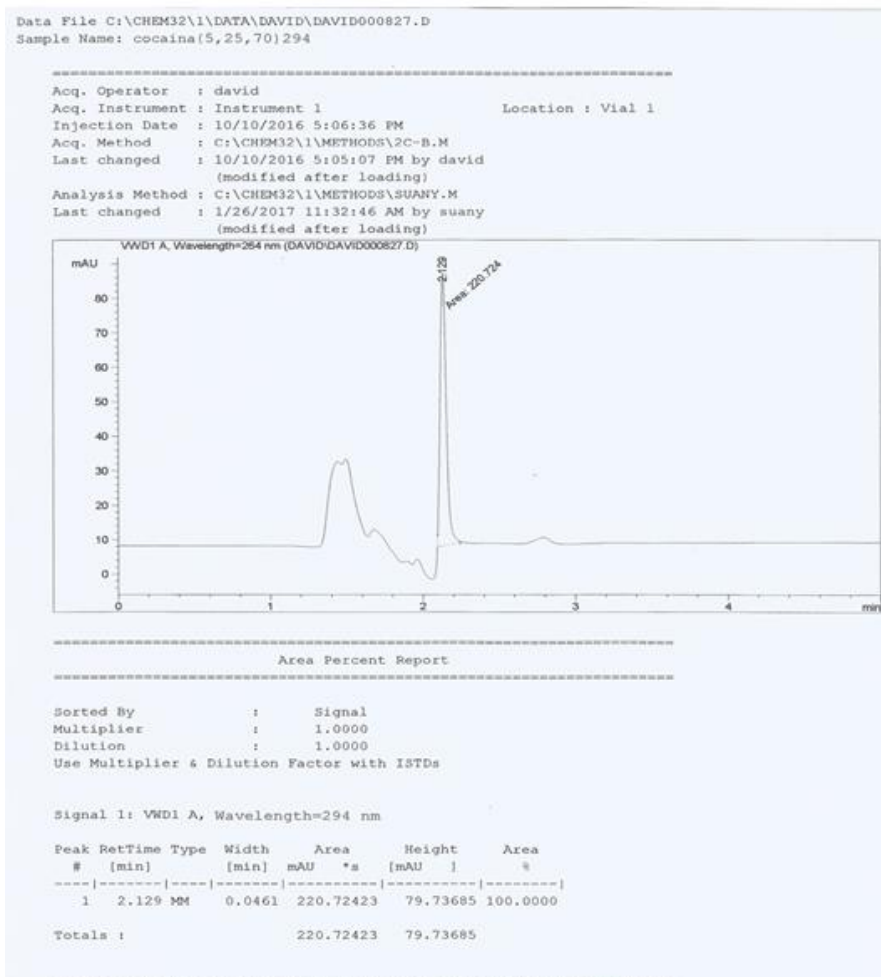 Data File C:\CHEM32\1\DATA\DAVID\DAVID000827.D
Sample Name: cocaina(5,25,70)294
=====================================================================
Acq. Operator   : david
Acq. Instrument : Instrument 1                    Location : Vial 1
Injection Date  : 10/10/2016 5:06:36 PM
Acq. Method     : C:\CHEM32\1\METHODS\2C-B.M
Last changed    : 10/10/2016 5:05:07 PM by david
(modified after loading)
Analysis Method : C:\CHEM32\1\METHODS\SUANY.M
Last changed    : 1/26/2017 11:32:46 AM by suany
(modified after loading)
VWD1 A, Wavelength=264 nm (DAVID\DAVID000827.D)
mAU
2.129
Area: 220.724
80
70
60
50
40
30
20
10
0
0 1 2 3 4 min
=====================================================================
Area Percent Report
=====================================================================
Sorted By             :      Signal
Multiplier            :      1.0000
Dilution              :      1.0000
Use Multiplier & Dilution Factor with ISTDs
Signal 1: VWD1 A, Wavelength=294 nm
Peak RetTime Type  Width     Area      Height     Area
#   [min]        [min]  mAU   *s   [mAU   ]      %
----|-------|----|-------|----------|----------|--------|
1   2.129 MM    0.0461  220.72423   79.73685 100.0000
Totals :                  220.72423   79.73685